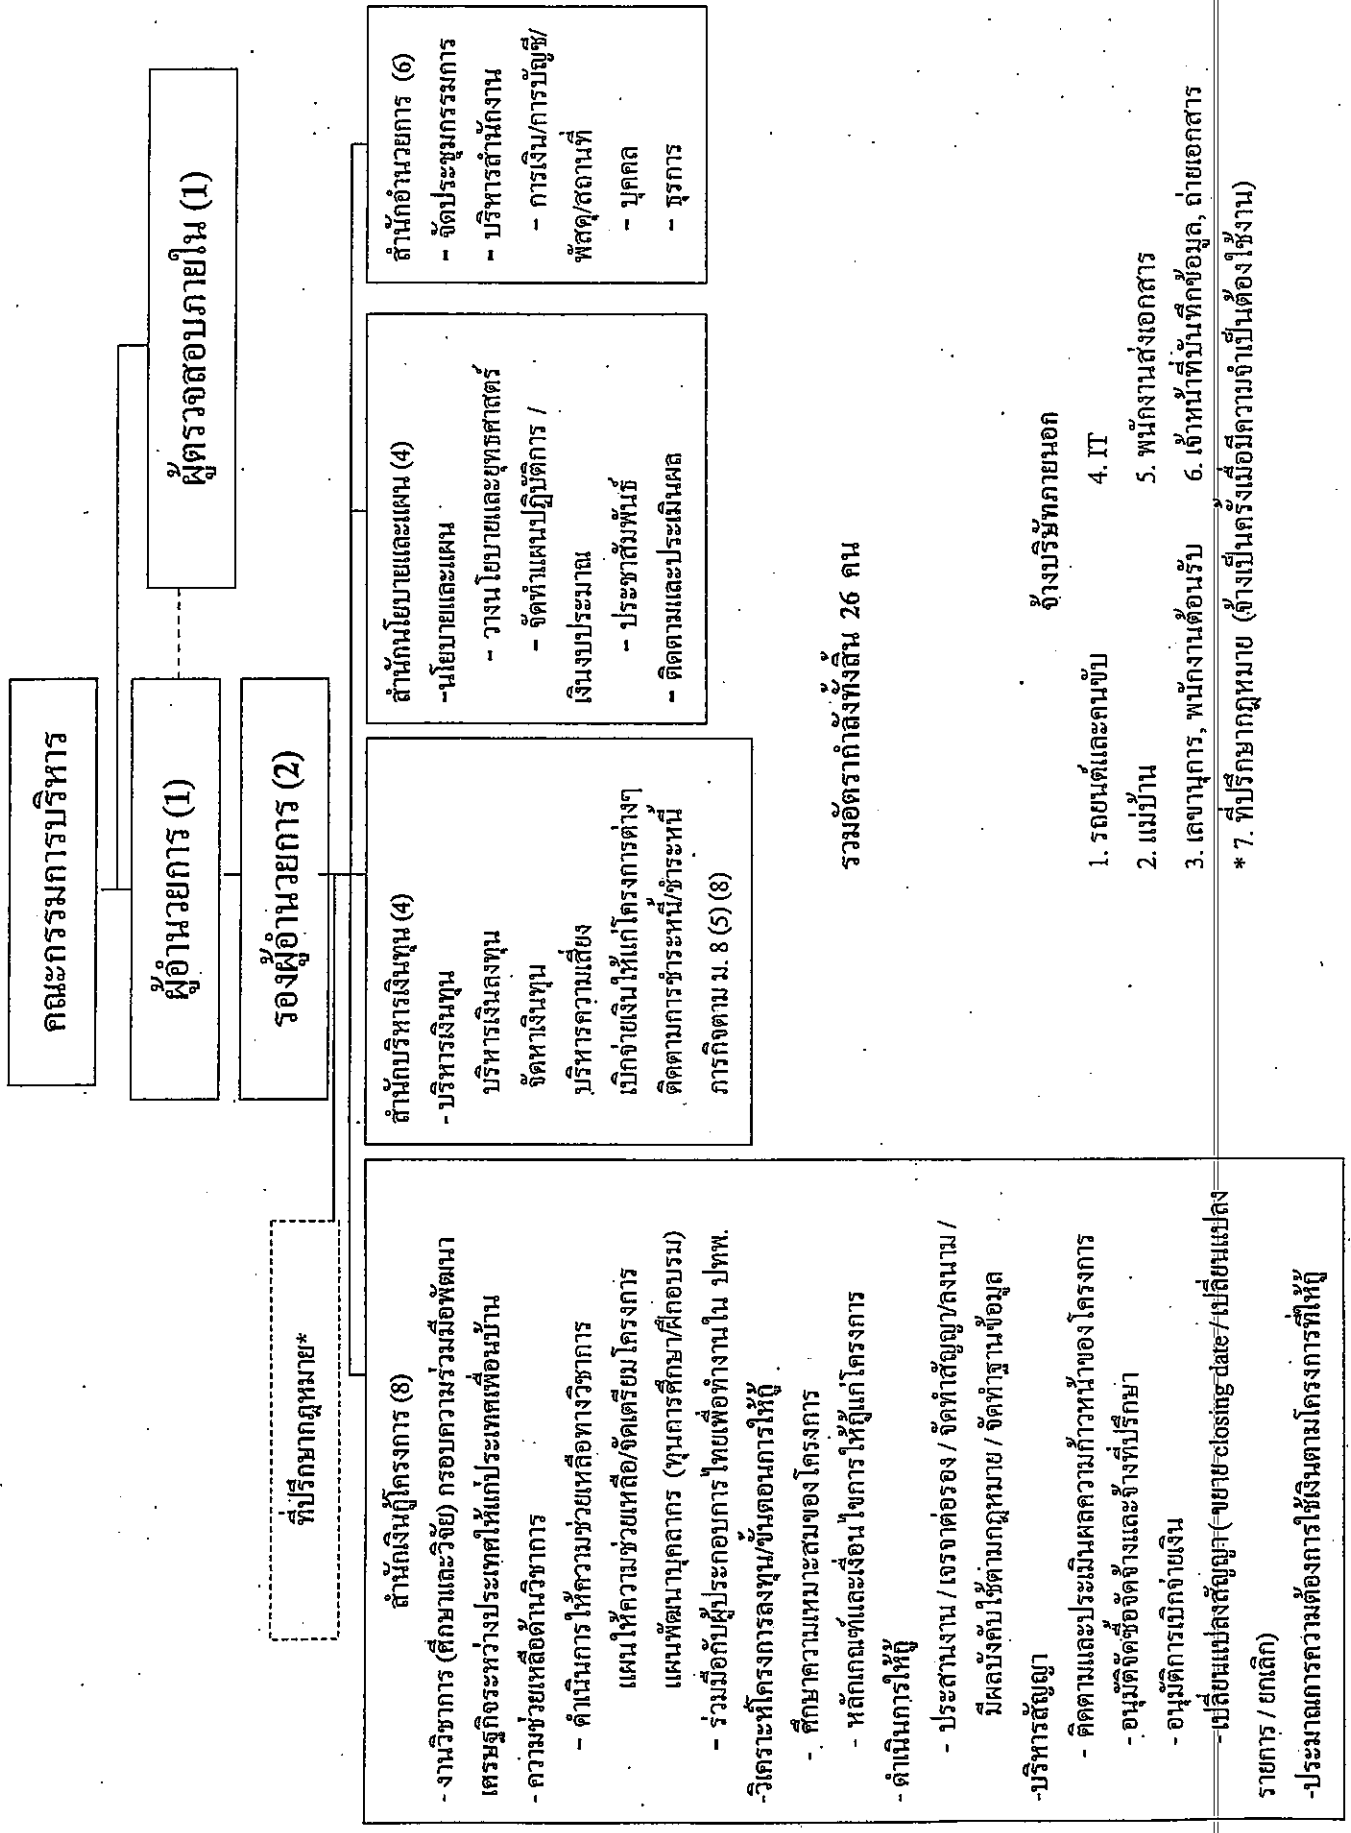 คณะกรรมการบริหาร
ผู้อำนวยการ (1)
ผู้ตรวจสอบภายใน (1)
รองผู้อำนวยการ (2)
ที่ปรึกษากฎหมาย*
สำนักเงินกู้โครงการ (8)
- งานวิชาการ (ศึกษาและวิจัย) กรอบความร่วมมือพัฒนา
เศรษฐกิจระหว่างประเทศให้แก่ประเทศเพื่อนบ้าน
- ความช่วยเหลือด้านวิชาการ
- ดำเนินการให้ความช่วยเหลือทางวิชาการ
แผนให้ความช่วยเหลือ/จัดเตรียมโครงการ
แผนพัฒนาบุคลากร (ทุนการศึกษา/ฝึกอบรม)
- ร่วมมือกับผู้ประกอบการไทยเพื่อทำงานใน ปทพ.
-วิเคราะห์โครงการลงทุน/ขั้นตอนการให้กู้
- ศึกษาความเหมาะสมของโครงการ
- หลักเกณฑ์และเงื่อนไขการให้กู้แก่โครงการ
- ดำเนินการให้กู้
- ประสานงาน / เจรจาต่อรอง / จัดทำสัญญา/ลงนาม /
มีผลบังคับใช้ตามกฎหมาย / จัดทำฐานข้อมูล
-บริหารสัญญา
- ติดตามและประเมินผลความก้าวหน้าของโครงการ
- อนุมัติจัดซื้อจัดจ้างและจ้างที่ปรึกษา
- อนุมัติการเบิกจ่ายเงิน
-เปลี่ยนแปลงสัญญา ( ขยาย closing date / เปลี่ยนแปลง
รายการ / ยกเลิก)
-ประมาณการความต้องการใช้เงินตามโครงการที่ให้กู้
สำนักบริหารเงินทุน (4)
- บริหารเงินทุน
บริหารเงินลงทุน
จัดหาเงินทุน
บริหารความเสี่ยง
เบิกจ่ายเงินให้แก่โครงการต่างๆ
ติดตามการชำระหนี้/ชำระหนี้
ภารกิจตาม ม. 8 (5) (8)
สำนักนโยบายและแผน (4)
-นโยบายและแผน
- วางนโยบายและยุทธศาสตร์
- จัดทำแผนปฏิบัติการ /
เงินงบประมาณ
- ประชาสัมพันธ์
- ติดตามและประเมินผล
สำนักอำนวยการ (6)
- จัดประชุมกรรมการ
- บริหารสำนักงาน
- การเงิน/การบัญชี/
พัสดุ/สถานที่
- บุคคล
- ธุรการ
รวมอัตรากำลังทั้งสิ้น 26 คน
จ้างบริษัทภายนอก
1. รถยนต์และคนขับ
4. IT
2. แม่บ้าน
5. พนักงานส่งเอกสาร
3. เลขานุการ, พนักงานต้อนรับ
6. เจ้าหน้าที่บันทึกข้อมูล, ถ่ายเอกสาร
* 7. ที่ปรึกษากฎหมาย (จ้างเป็นครั้งเมื่อมีความจำเป็นต้องใช้งาน)